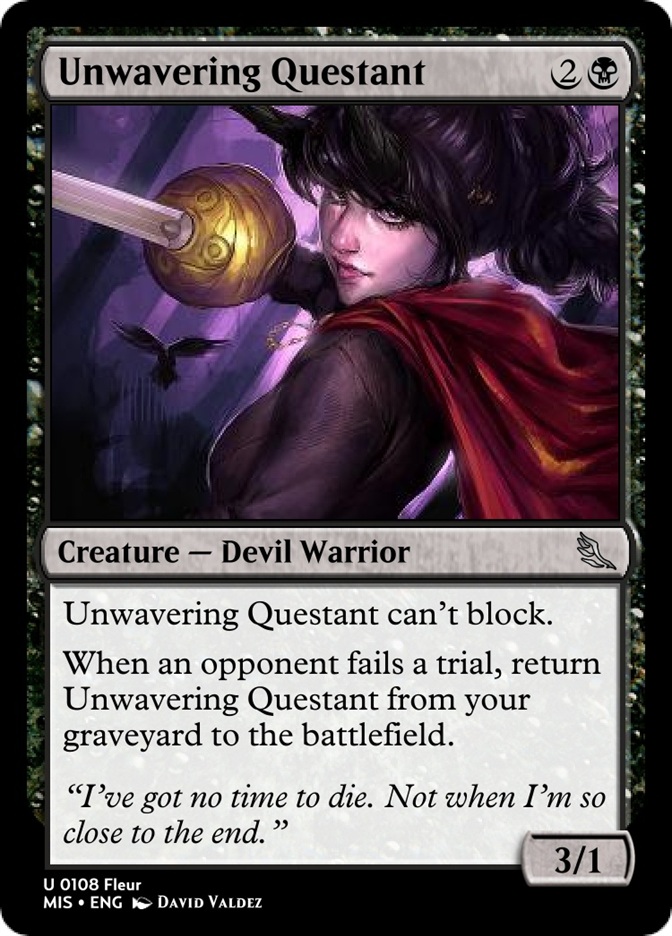 Unwavering Questant 2
Creature — Devil Warrior
Unwavering Questant can't block.
When an opponent fails a trial, return
Unwavering Questant from your
graveyard to the battlefield.
“I've got no time to die. Not when I'm so
close to the end.”
3/1
U 0108 Fleur
MIS • ENG David Valdez